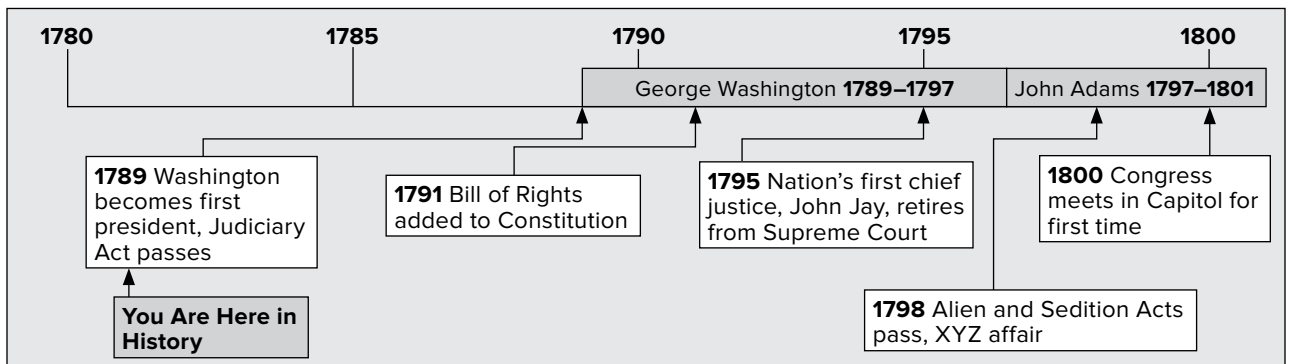 1780
1785
1790
1795
1800
George Washington 1789–1797
John Adams 1797–1801
1789 Washington
becomes first
president, Judiciary
Act passes
1791 Bill of Rights
added to Constitution
1795 Nation’s first chief
justice, John Jay, retires
from Supreme Court
1800 Congress
meets in Capitol for
first time
You Are Here in
History
1798 Alien and Sedition Acts
pass, XYZ affair